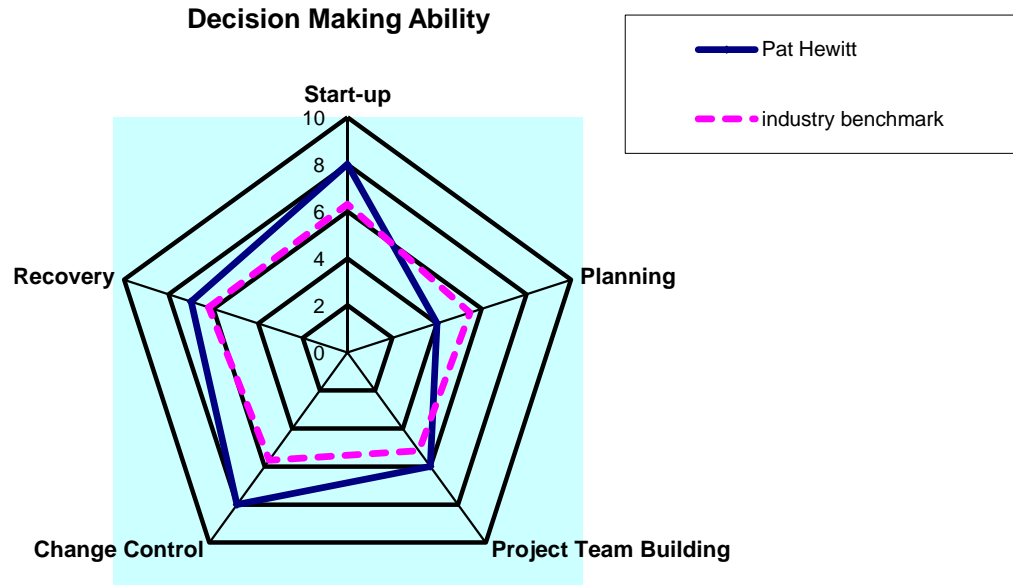 Decision Making Ability
Pat Hewitt
industry benchmark
Start-up
10
8
6
4
2
0
Recovery
Planning
Change Control
Project Team Building